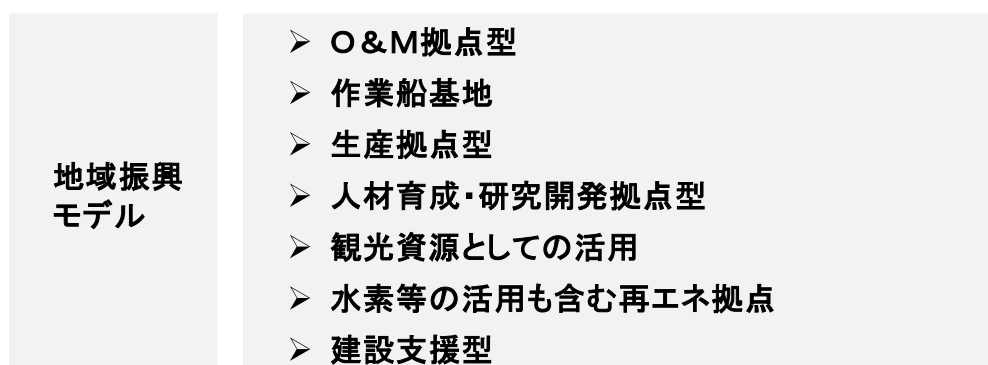 地域振興
モデル
➢ O&M拠点型
➢ 作業船基地
➢ 生産拠点型
➢ 人材育成・研究開発拠点型
➢ 観光資源としての活用
➢ 水素等の活用も含む再エネ拠点
➢ 建設支援型